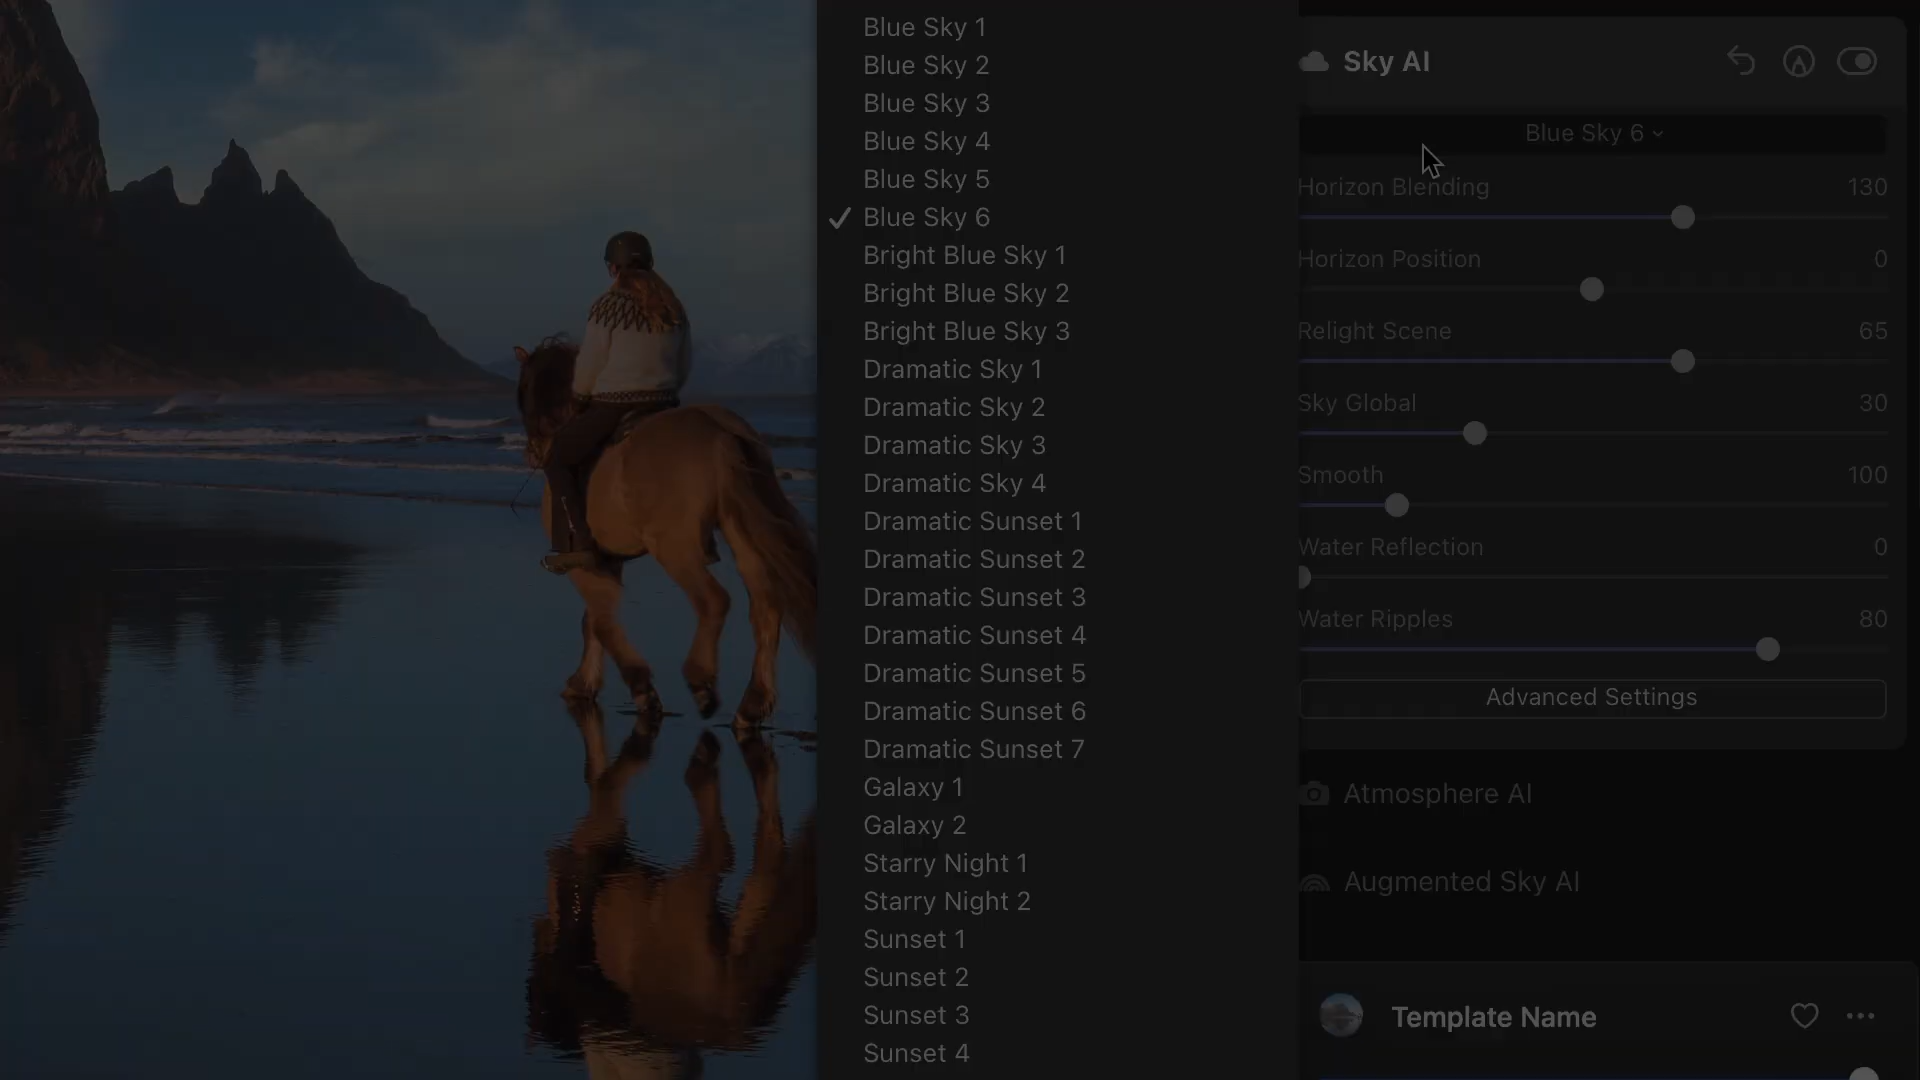 Blue Sky 1
Blue Sky 2
Blue Sky 3
Blue Sky 4
Blue Sky 5
Blue Sky 6
Bright Blue Sky 1
Bright Blue Sky 2
Bright Blue Sky 3
Dramatic Sky 1
Dramatic Sky 2
Dramatic Sky 3
Dramatic Sky 4
Dramatic Sunset 1
Dramatic Sunset 2
Dramatic Sunset 3
Dramatic Sunset 4
Dramatic Sunset 5
Dramatic Sunset 6
Dramatic Sunset 7
Galaxy 1
Galaxy 2
Starry Night 1
Starry Night 2
Sunset 1
Sunset 2
Sunset 3
Sunset 4
Sky AI
Blue Sky 6
Horizon Blending 130
Horizon Position 0
Relight Scene 65
Sky Global 30
Smooth 100
Water Reflection 0
Water Ripples 80
Advanced Settings
Atmosphere AI
Augmented Sky AI
Template Name